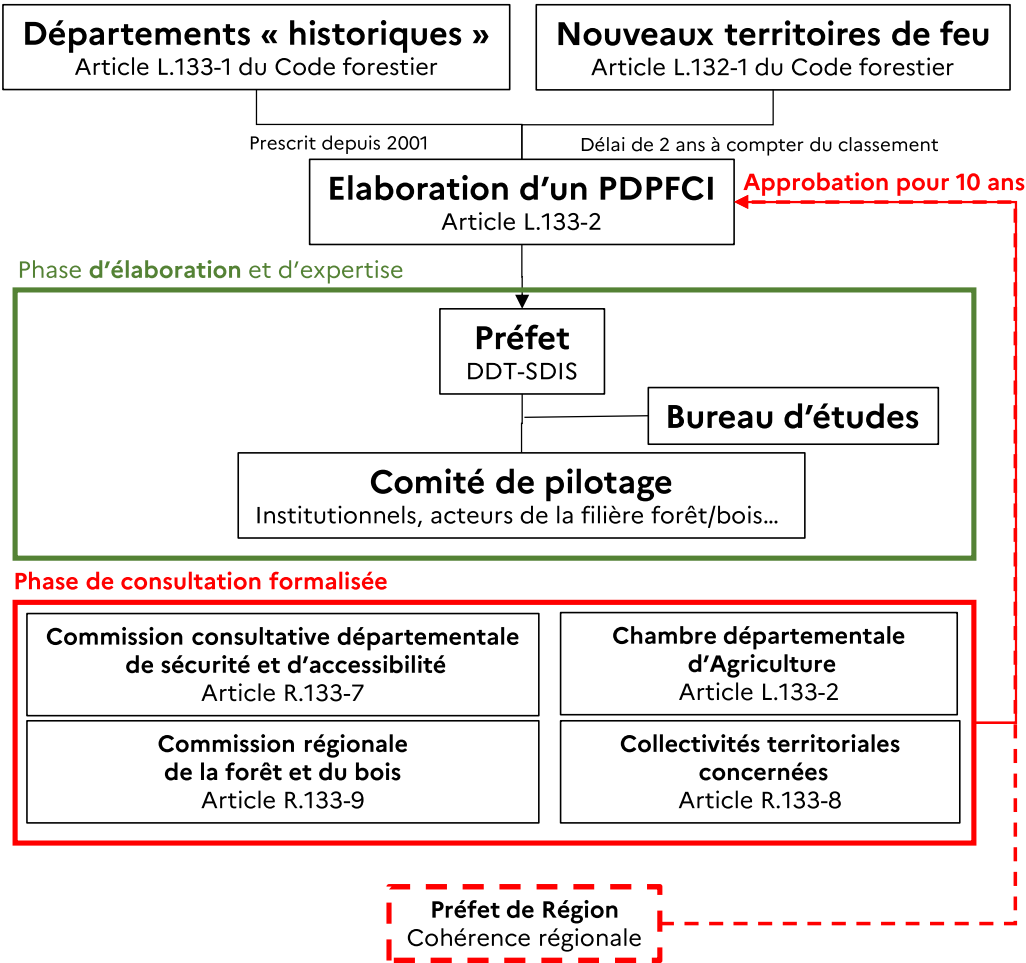 Départements « historiques »
Article L.133-1 du Code forestier
Nouveaux territoires de feu
Article L.132-1 du Code forestier
Prescrit depuis 2001
Délai de 2 ans à compter du classement
Elaboration d’un PDPFCI
Article L.133-2
Approbation pour 10 ans
Phase d’élaboration et d’expertise
Préfet
DDT-SDIS
Bureau d’études
Comité de pilotage
Institutionnels, acteurs de la filière forêt/bois…
Phase de consultation formalisée
Commission consultative départementale
de sécurité et d’accessibilité
Article R.133-7
Chambre départementale
d’Agriculture
Article L.133-2
Commission régionale
de la forêt et du bois
Article R.133-9
Collectivités territoriales
concernées
Article R.133-8
Préfet de Région
Cohérence régionale